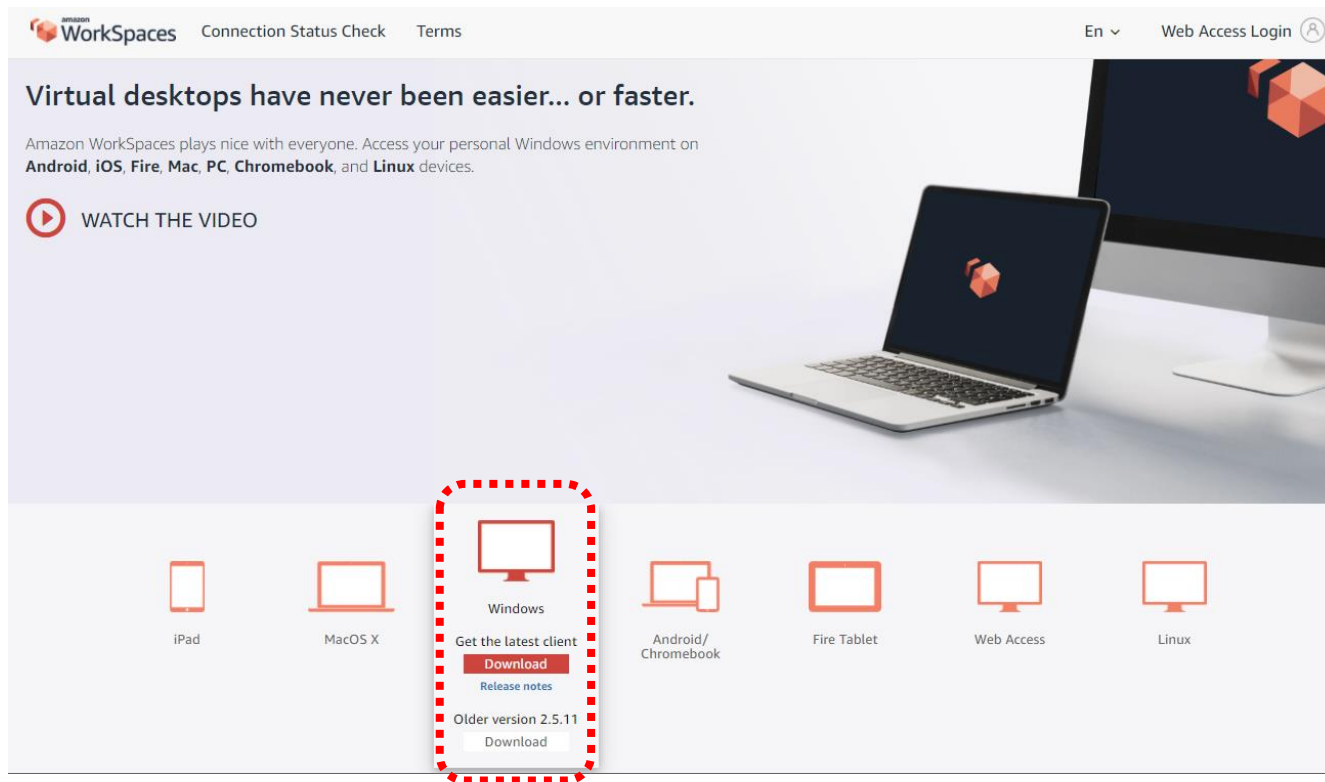 amazon
WorkSpaces Connection Status Check Terms En Web Access Login
Virtual desktops have never been easier... or faster.
Amazon WorkSpaces plays nice with everyone. Access your personal Windows environment on
Android, iOS, Fire, Mac, PC, Chromebook, and Linux devices.
WATCH THE VIDEO
iPad
MacOS X
Windows
Get the latest client
Download
Release notes
Older version 2.5.11
Download
Android/
Chromebook
Fire Tablet
Web Access
Linux